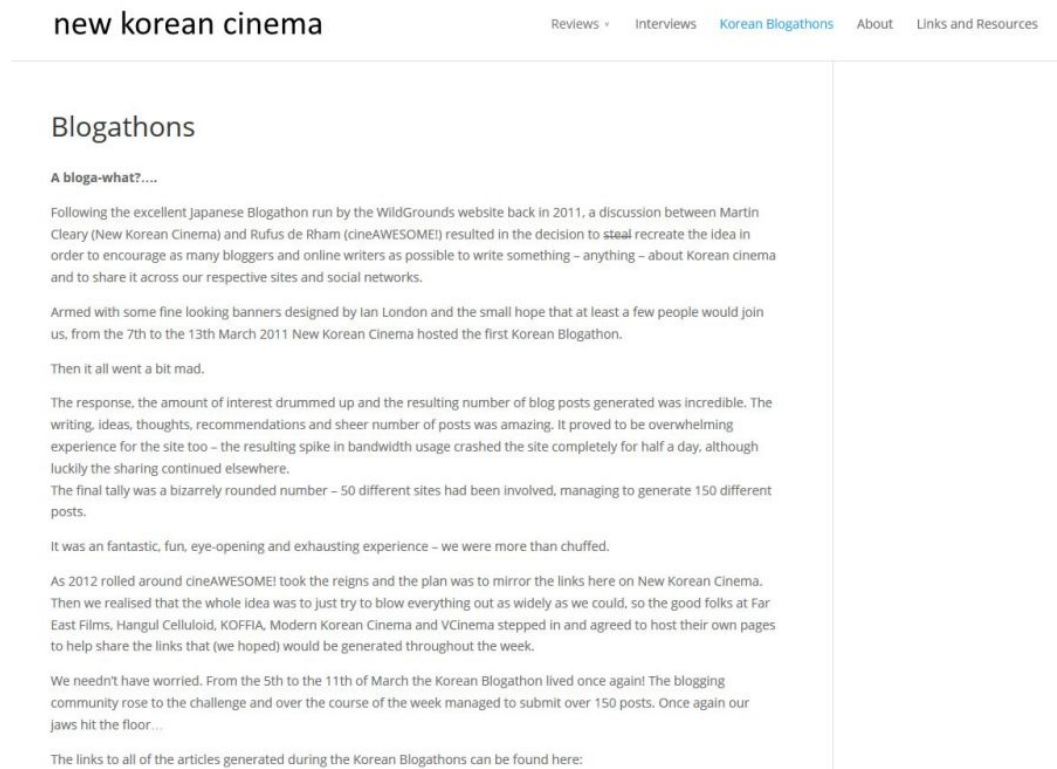 new korean cinema
Reviews Interviews Korean Blogathons About Links and Resources
Blogathons
A bloga-what?....
Following the excellent Japanese Blogathon run by the WildGrounds website back in 2011, a discussion between Martin
Cleary (New Korean Cinema) and Rufus de Rham (cineAWESOME!) resulted in the decision to steal recreate the idea in
order to encourage as many bloggers and online writers as possible to write something – anything – about Korean cinema
and to share it across our respective sites and social networks.
Armed with some fine looking banners designed by Ian London and the small hope that at least a few people would join
us, from the 7th to the 13th March 2011 New Korean Cinema hosted the first Korean Blogathon.
Then it all went a bit mad.
The response, the amount of interest drummed up and the resulting number of blog posts generated was incredible. The
writing, ideas, thoughts, recommendations and sheer number of posts was amazing. It proved to be overwhelming
experience for the site too – the resulting spike in bandwidth usage crashed the site completely for half a day, although
luckily the sharing continued elsewhere.
The final tally was a bizarrely rounded number – 50 different sites had been involved, managing to generate 150 different
posts.
It was an fantastic, fun, eye-opening and exhausting experience – we were more than chuffed.
As 2012 rolled around cineAWESOME! took the reigns and the plan was to mirror the links here on New Korean Cinema.
Then we realised that the whole idea was to just try to blow everything out as widely as we could, so the good folks at Far
East Films, Hangul Celluloid, KOFFIA, Modern Korean Cinema and VCinema stepped in and agreed to host their own pages
to help share the links that (we hoped) would be generated throughout the week.
We needn't have worried. From the 5th to the 11th of March the Korean Blogathon lived once again! The blogging
community rose to the challenge and over the course of the week managed to submit over 150 posts. Once again our
jaws hit the floor…
The links to all of the articles generated during the Korean Blogathons can be found here: